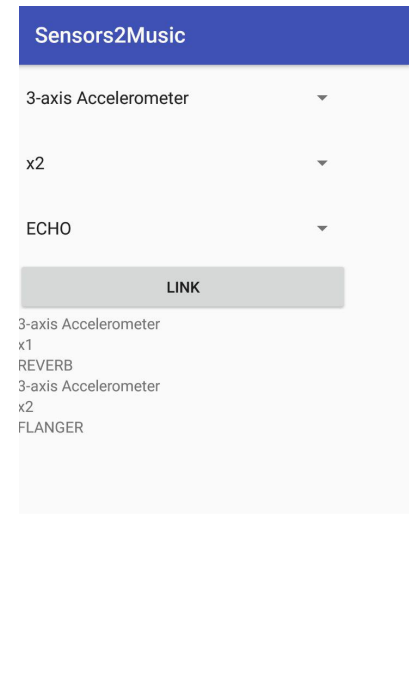 Sensors2Music
3-axis Accelerometer
x2
ECHO
LINK
3-axis Accelerometer
x1
REVERB
3-axis Accelerometer
x2
FLANGER